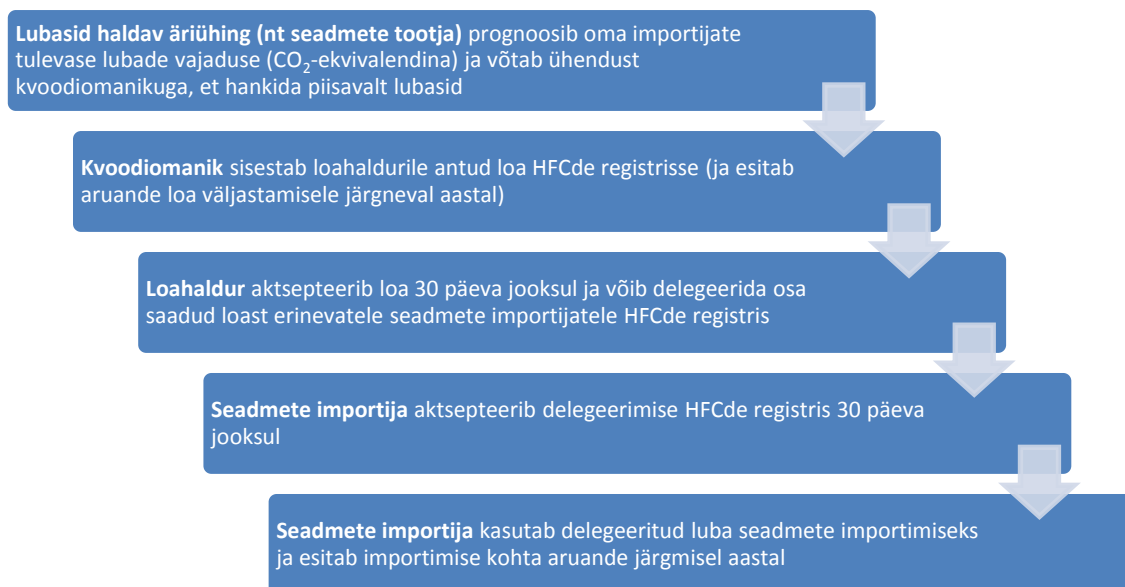 Lubasid haldav äriühing (nt seadmete tootja) prognoosib oma importijate
tulevase lubade vajaduse (CO₂-ekvivalendina) ja võtab ühendust
kvoodiomanikuga, et hankida piisavalt lubasid
Kvoodiomanik sisestab loahaldurile antud loa HFCde registrisse (ja esitab
aruande loa väljastamisele järgneval aastal)
Loahaldur aktsepteerib loa 30 päeva jooksul ja võib delegeerida osa
saadud loast erinevatele seadmete importijatele HFCde registris
Seadmete importija aktsepteerib delegeerimise HFCde registris 30 päeva
jooksul
Seadmete importija kasutab delegeeritud luba seadmete importimiseks
ja esitab importimise kohta aruande järgmisel aastal